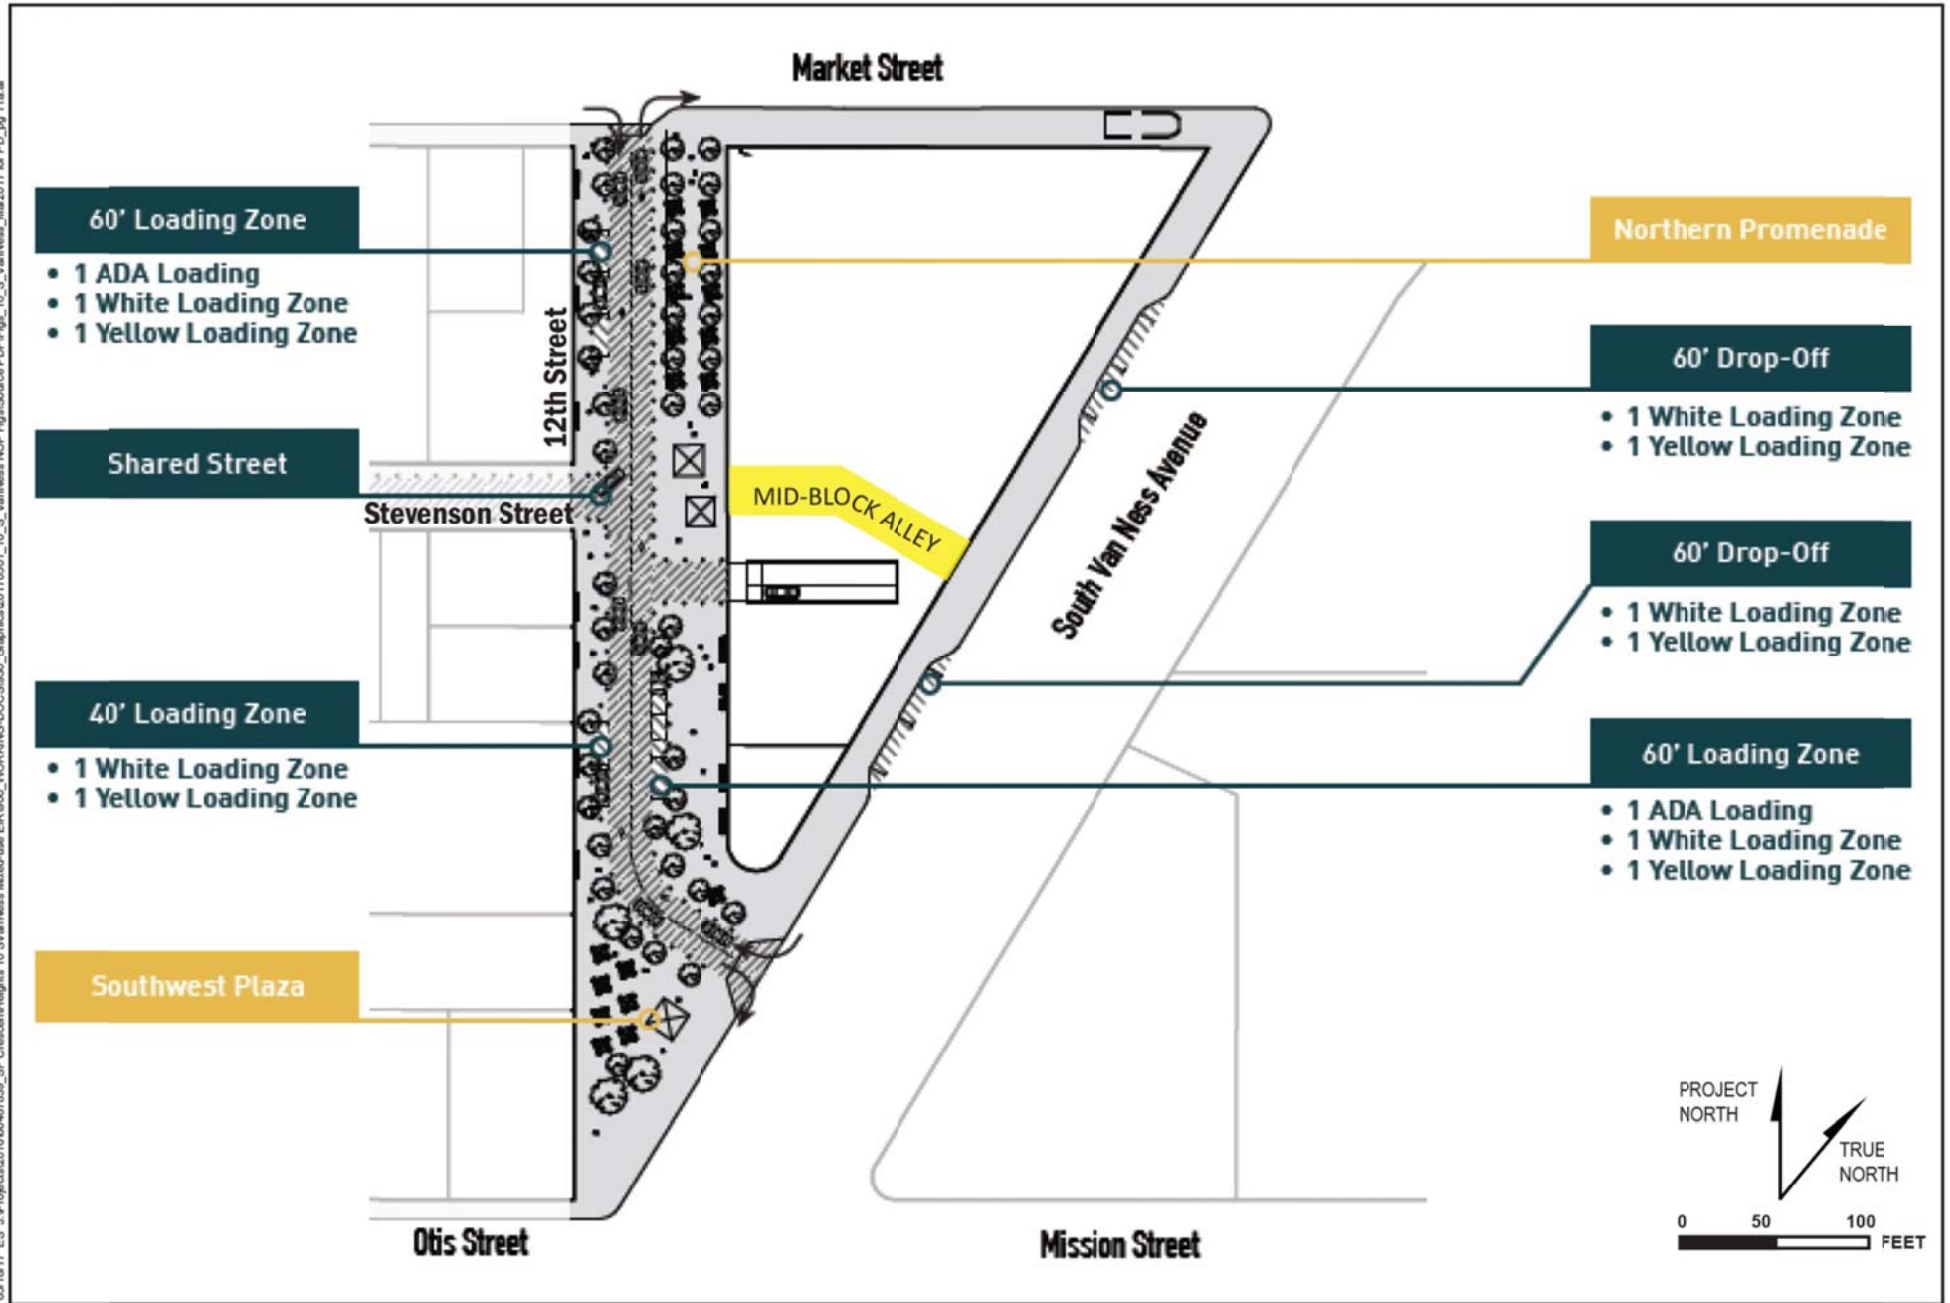 Market Street
60' Loading Zone
• 1 ADA Loading
• 1 White Loading Zone
• 1 Yellow Loading Zone
12th Street
Shared Street
Stevenson Street
40' Loading Zone
• 1 White Loading Zone
• 1 Yellow Loading Zone
Southwest Plaza
MID-BLOCK ALLEY
South Van Ness Avenue
Northern Promenade
60' Drop-Off
• 1 White Loading Zone
• 1 Yellow Loading Zone
60' Drop-Off
• 1 White Loading Zone
• 1 Yellow Loading Zone
60' Loading Zone
• 1 ADA Loading
• 1 White Loading Zone
• 1 Yellow Loading Zone
Otis Street
Mission Street
PROJECT
NORTH
TRUE
NORTH
0 50 100
FEET